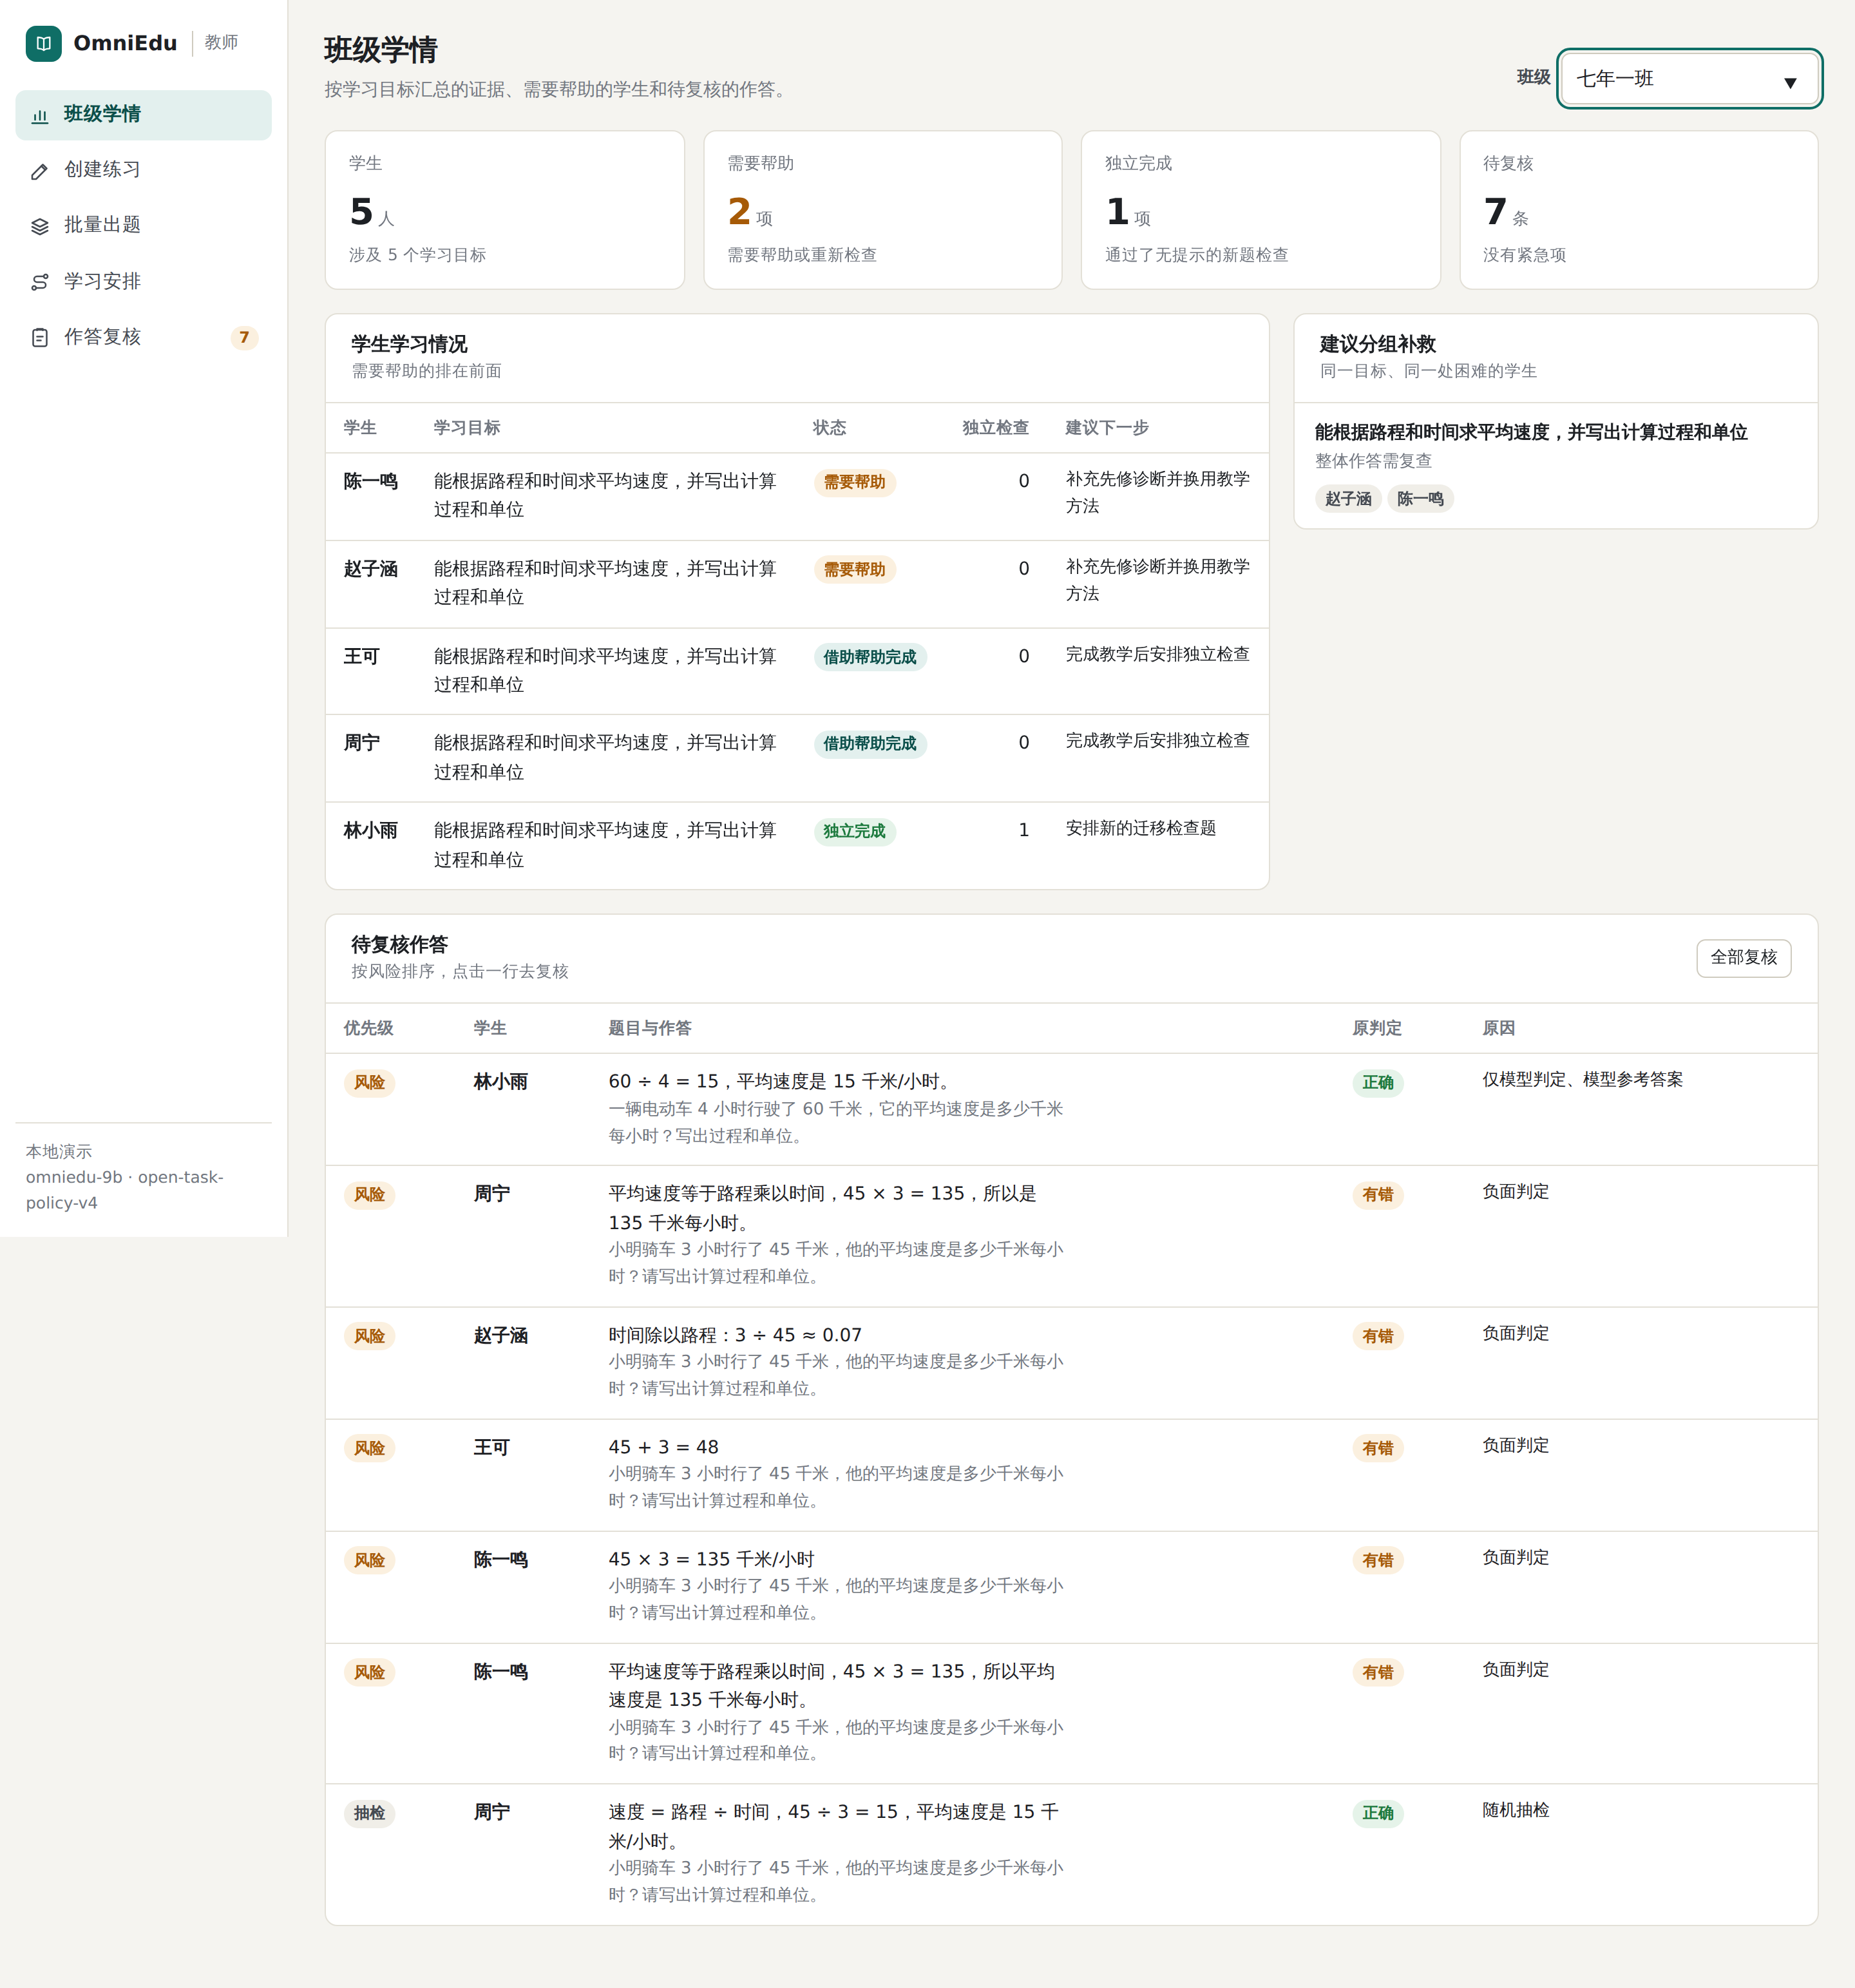 OmniEdu 教师
班级学情
创建练习
批量出题
学习安排
作答复核 7
本地演示
omniedu-9b · open-task-
policy-v4
班级学情
按学习目标汇总的证据、需要帮助的学生和待复核的作答。
班级 七年一班
学生
5 人
涉及 5 个学习目标
需要帮助
2 项
需要帮助或重新检查
独立完成
1 项
通过了无提示的新题检查
待复核
7 条
没有紧急项
学生学习情况
需要帮助的排在前面
学生 学习目标 状态 独立检查 建议下一步
陈一鸣 能根据路程和时间求平均速度，并写出计算 需要帮助 0 补充先修诊断并换用教学
过程和单位 方法
赵子涵 能根据路程和时间求平均速度，并写出计算 需要帮助 0 补充先修诊断并换用教学
过程和单位 方法
王可 能根据路程和时间求平均速度，并写出计算 借助帮助完成 0 完成教学后安排独立检查
过程和单位
周宁 能根据路程和时间求平均速度，并写出计算 借助帮助完成 0 完成教学后安排独立检查
过程和单位
林小雨 能根据路程和时间求平均速度，并写出计算 独立完成 1 安排新的迁移检查题
过程和单位
建议分组补救
同一目标、同一处困难的学生
能根据路程和时间求平均速度，并写出计算过程和单位
整体作答需复查
赵子涵 陈一鸣
待复核作答
按风险排序，点击一行去复核
全部复核
优先级 学生 题目与作答 原判定 原因
风险 林小雨 60 ÷ 4 = 15，平均速度是 15 千米/小时。 正确 仅模型判定、模型参考答案
一辆电动车 4 小时行驶了 60 千米，它的平均速度是多少千米
每小时？写出过程和单位。
风险 周宁 平均速度等于路程乘以时间，45 × 3 = 135，所以是 有错 负面判定
135 千米每小时。
小明骑车 3 小时行了 45 千米，他的平均速度是多少千米每小
时？请写出计算过程和单位。
风险 赵子涵 时间除以路程：3 ÷ 45 ≈ 0.07 有错 负面判定
小明骑车 3 小时行了 45 千米，他的平均速度是多少千米每小
时？请写出计算过程和单位。
风险 王可 45 + 3 = 48 有错 负面判定
小明骑车 3 小时行了 45 千米，他的平均速度是多少千米每小
时？请写出计算过程和单位。
风险 陈一鸣 45 × 3 = 135 千米/小时 有错 负面判定
小明骑车 3 小时行了 45 千米，他的平均速度是多少千米每小
时？请写出计算过程和单位。
风险 陈一鸣 平均速度等于路程乘以时间，45 × 3 = 135，所以平均 有错 负面判定
速度是 135 千米每小时。
小明骑车 3 小时行了 45 千米，他的平均速度是多少千米每小
时？请写出计算过程和单位。
抽检 周宁 速度 = 路程 ÷ 时间，45 ÷ 3 = 15，平均速度是 15 千 正确 随机抽检
米/小时。
小明骑车 3 小时行了 45 千米，他的平均速度是多少千米每小
时？请写出计算过程和单位。